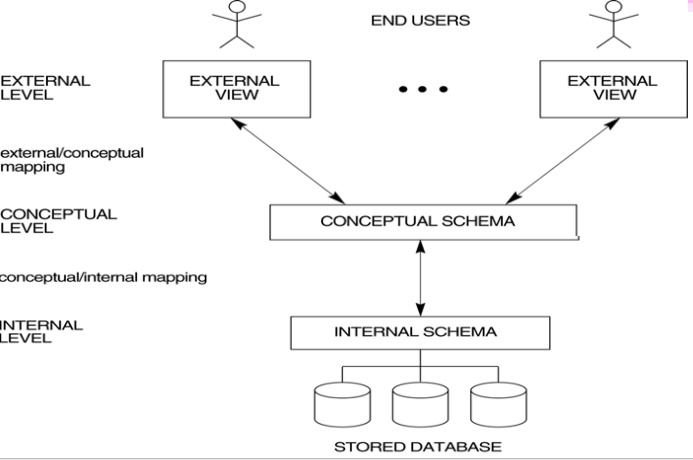 END USERS
EXTERNAL
LEVEL
EXTERNAL
VIEW
EXTERNAL
VIEW
external/conceptual
mapping
CONCEPTUAL
LEVEL
CONCEPTUAL SCHEMA
conceptual/internal mapping
INTERNAL
LEVEL
INTERNAL SCHEMA
STORED DATABASE